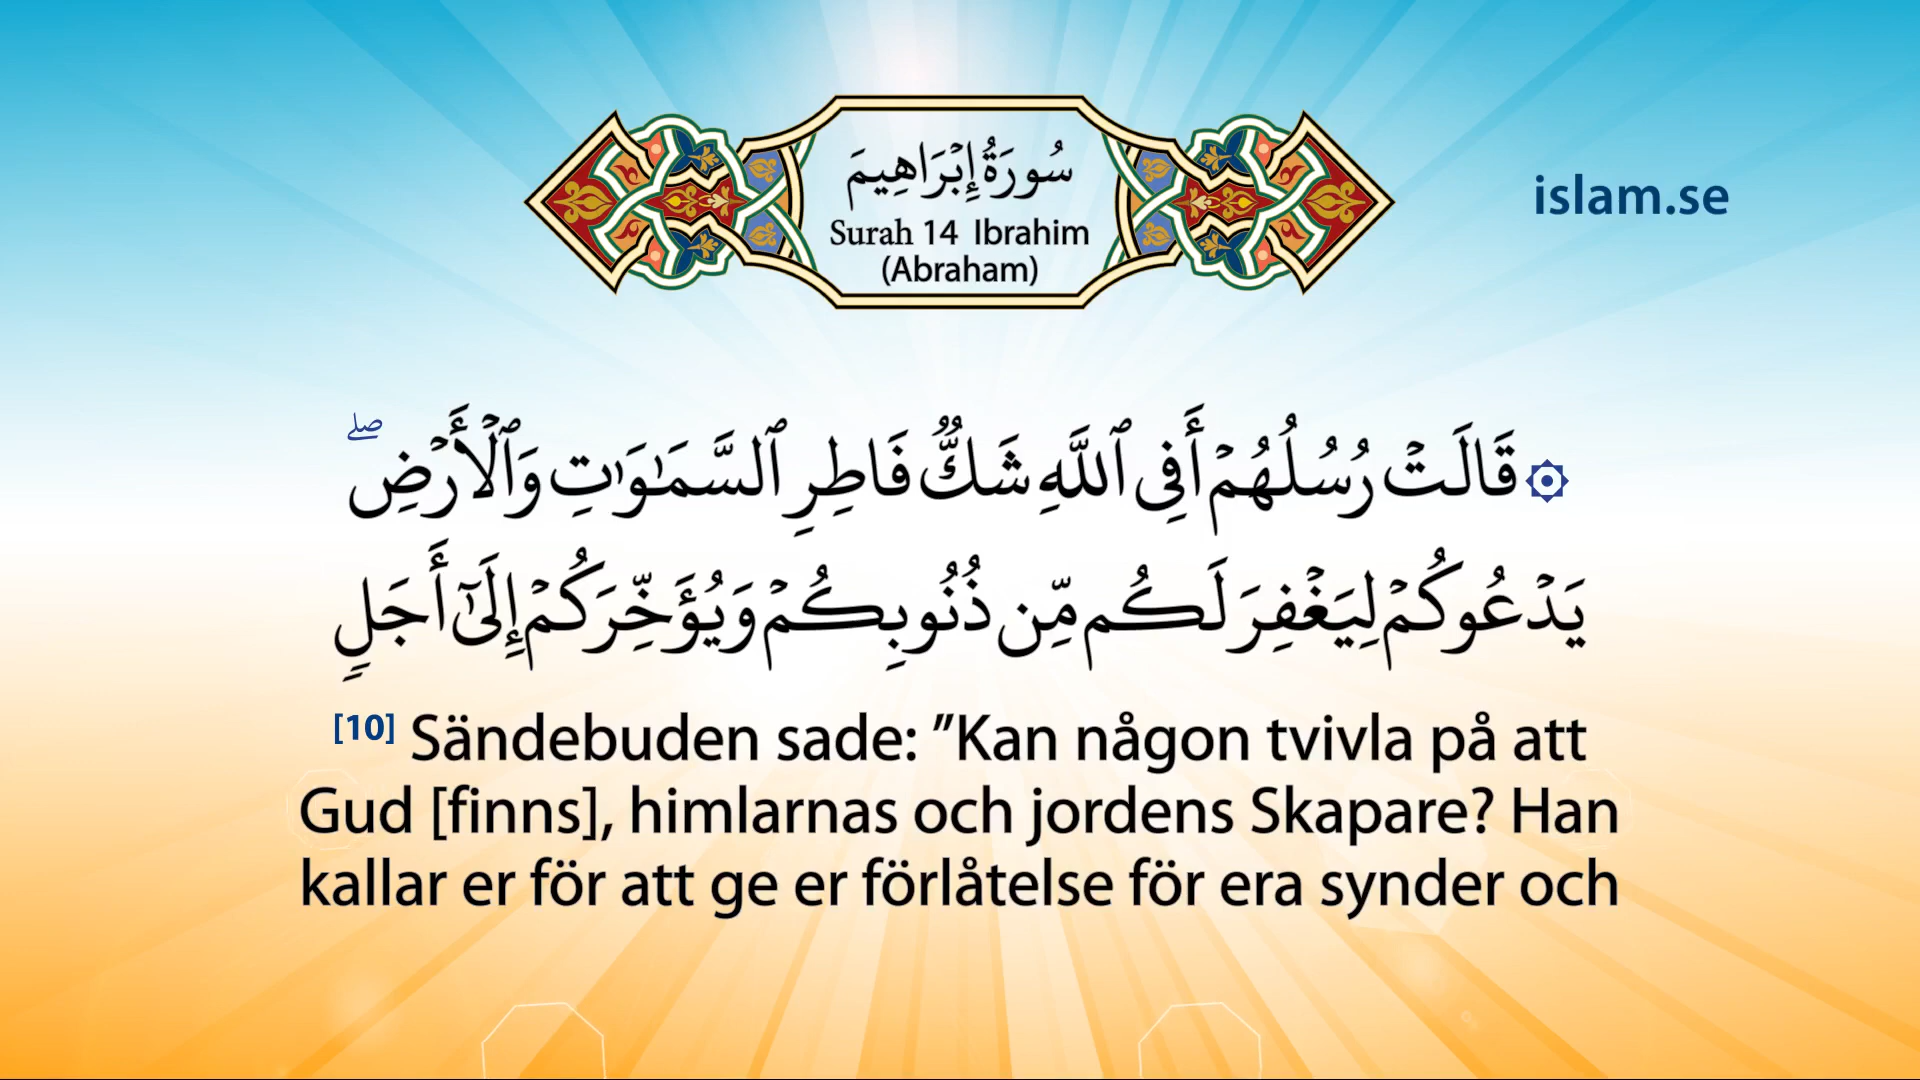 سُورَةُ إِبْرَاهِيمَ
Surah 14 Ibrahim
(Abraham)
islam.se
۞ قَالَتۡ رُسُلُهُمۡ أَفِي ٱللَّهِ شَكّٞ فَاطِرِ ٱلسَّمَٰوَٰتِ وَٱلۡأَرۡضِۖ
يَدۡعُوكُمۡ لِيَغۡفِرَ لَكُم مِّن ذُنُوبِكُمۡ وَيُؤَخِّرَكُمۡ إِلَىٰٓ أَجَلٖ
[10] Sändebuden sade: ”Kan någon tvivla på att
Gud [finns], himlarnas och jordens Skapare? Han
kallar er för att ge er förlåtelse för era synder och